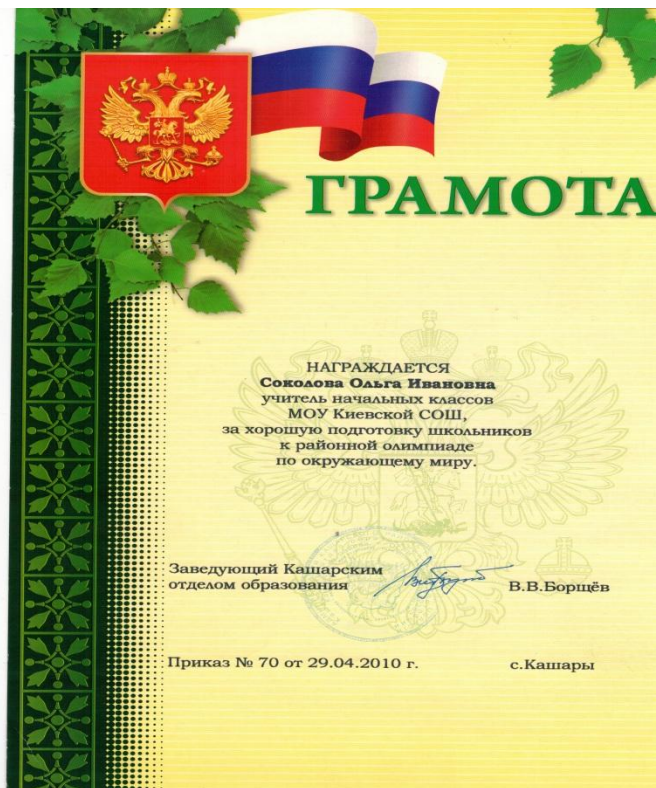 ГРАМОТА
НАГРАЖДАЕТСЯ
Соколова Ольга Ивановна
учитель начальных классов
МОУ Киевской СОШ,
за хорошую подготовку школьников
к районной олимпиаде
по окружающему миру.
Заведующий Кашарским
отделом образования В.В.Борщёв
Приказ № 70 от 29.04.2010 г. с.Кашары